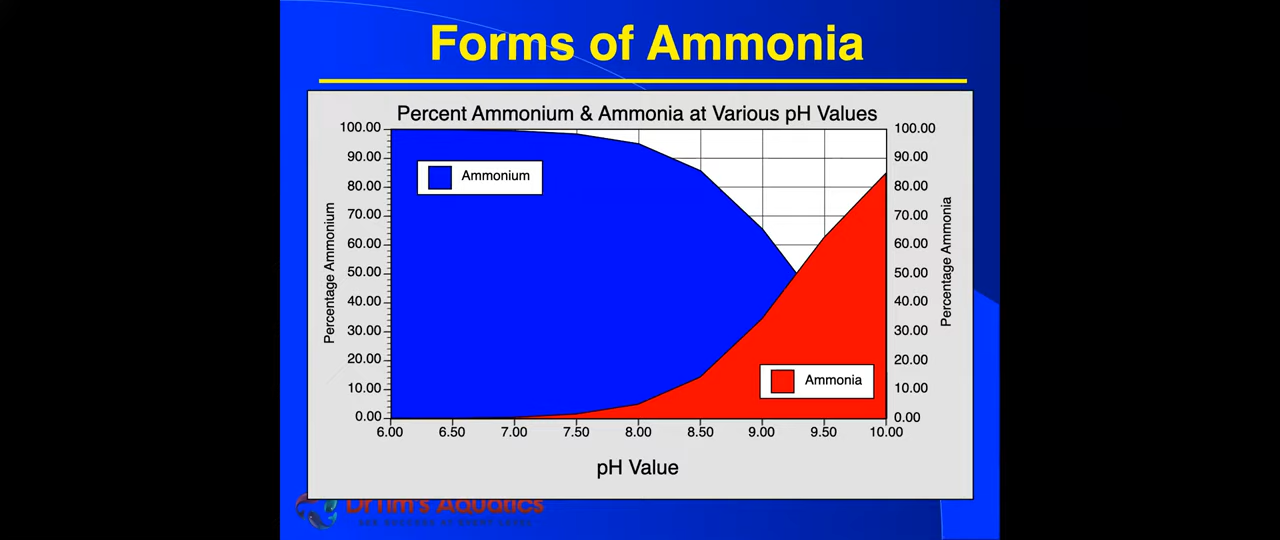 Forms of Ammonia
Percent Ammonium & Ammonia at Various pH Values
100.00
90.00
80.00
70.00
60.00
50.00
40.00
30.00
20.00
10.00
0.00
Percentage Ammonium
Ammonium
Ammonia
100.00
90.00
80.00
70.00
60.00
50.00
40.00
30.00
20.00
10.00
0.00
Percentage Ammonia
6.00 6.50 7.00 7.50 8.00 8.50 9.00 9.50 10.00
pH Value
DrTim's Aquatics